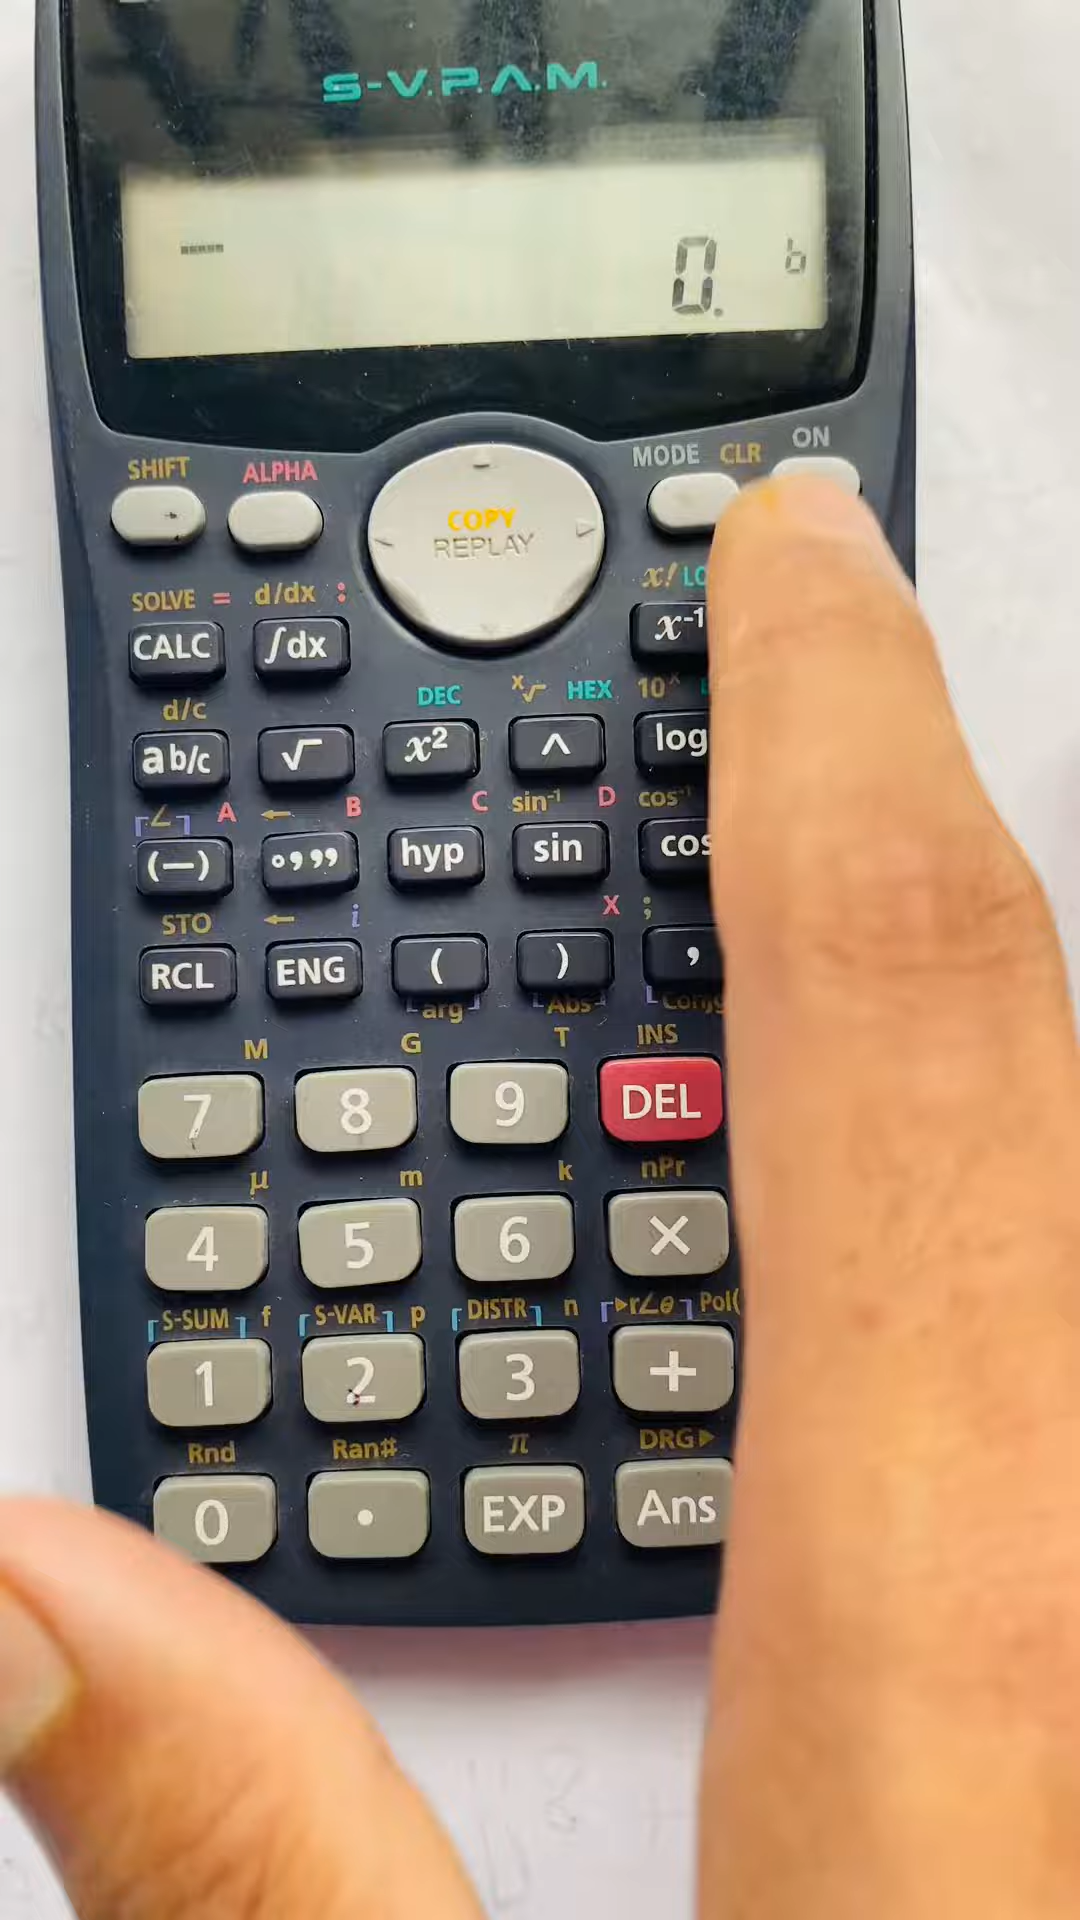 S-V.P.A.M.
0. b
SHIFT ALPHA MODE CLR ON
COPY
REPLAY
SOLVE = d/dx : x! LO
CALC ∫dx x⁻¹
d/c DEC ˣ√ HEX 10ˣ
ab/c √ x² ^ log
∠ A ← B C sin⁻¹ D cos⁻¹
(−) °,,, hyp sin cos
STO ← i X ;
RCL ENG ( ) ,
arg Abs Conjg
M G T INS
7 8 9 DEL
µ m k nPr
4 5 6 ×
S-SUM f S-VAR p DISTR n ▸r∠θ Pol(
1 2 3 +
Rnd Ran# π DRG▸
0 . EXP Ans